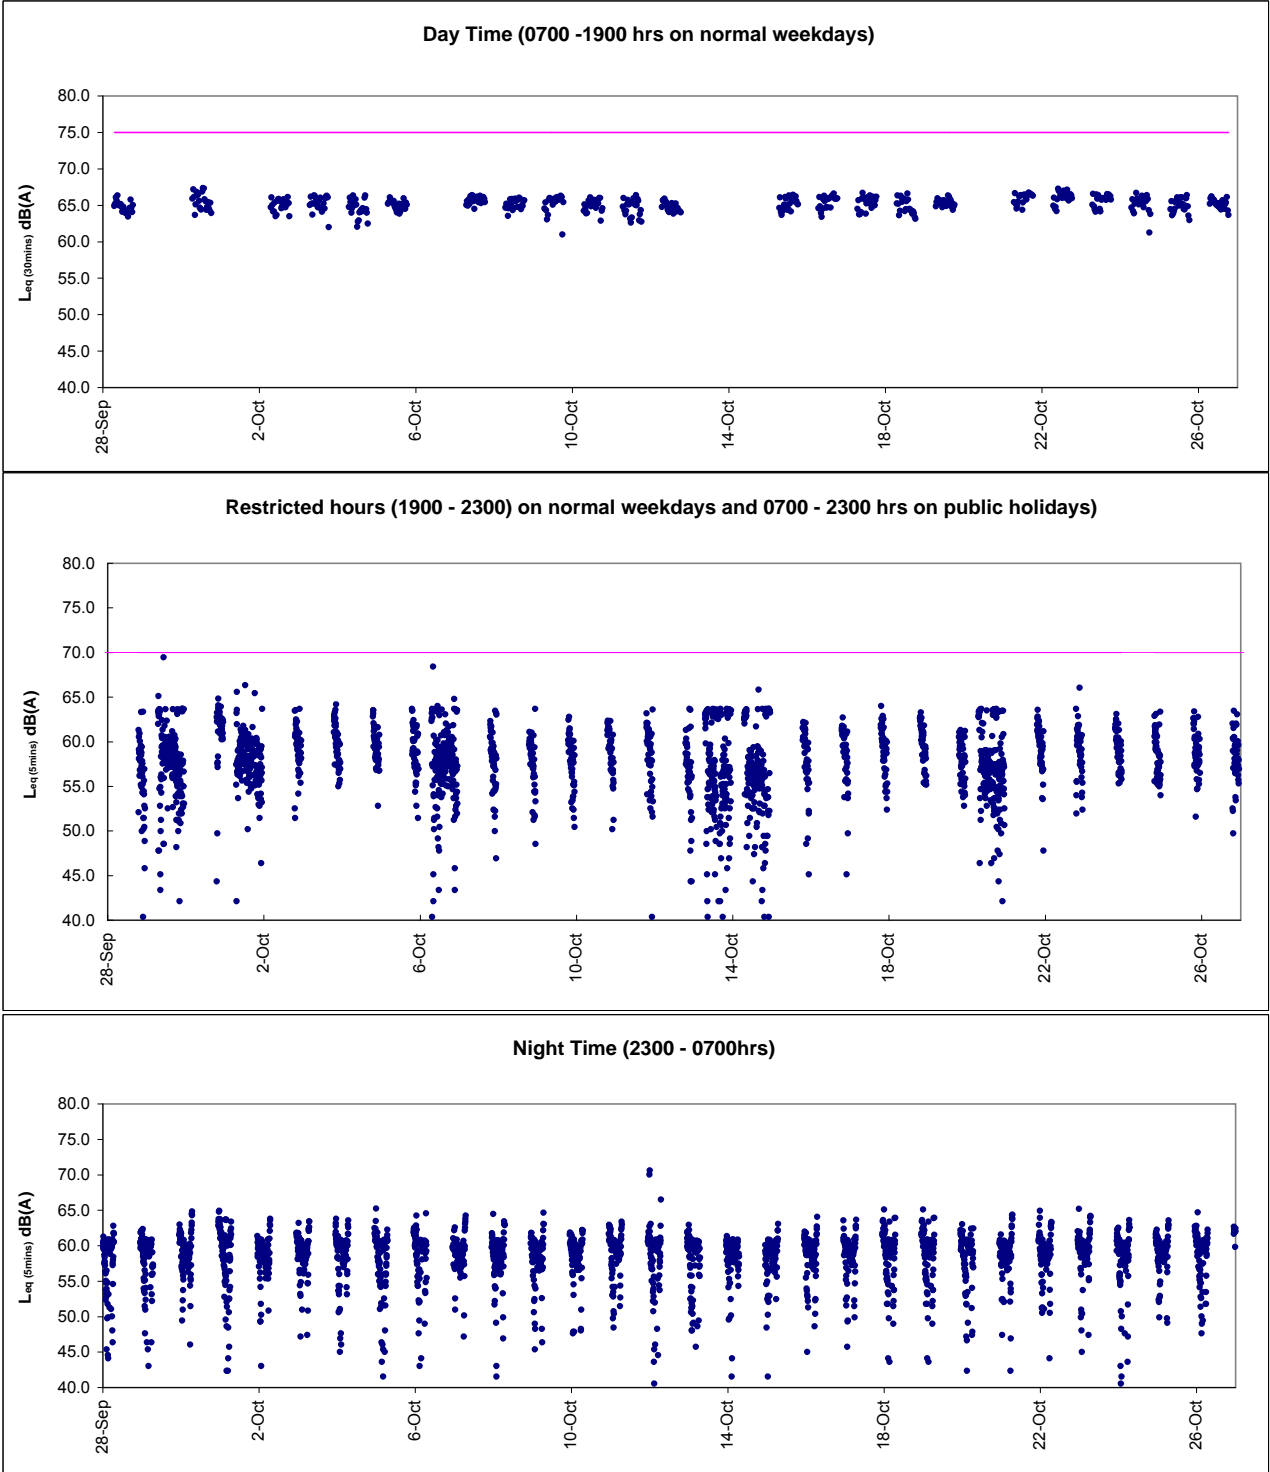 Day Time (0700 -1900 hrs on normal weekdays)
80.0
75.0
70.0
65.0
60.0
55.0
50.0
45.0
40.0
Leq (30mins) dB(A)
28-Sep
2-Oct
6-Oct
10-Oct
14-Oct
18-Oct
22-Oct
26-Oct
Restricted hours (1900 - 2300) on normal weekdays and 0700 - 2300 hrs on public holidays)
80.0
75.0
70.0
65.0
60.0
55.0
50.0
45.0
40.0
Leq (5mins) dB(A)
28-Sep
2-Oct
6-Oct
10-Oct
14-Oct
18-Oct
22-Oct
26-Oct
Night Time (2300 - 0700hrs)
80.0
75.0
70.0
65.0
60.0
55.0
50.0
45.0
40.0
Leq (5mins) dB(A)
28-Sep
2-Oct
6-Oct
10-Oct
14-Oct
18-Oct
22-Oct
26-Oct